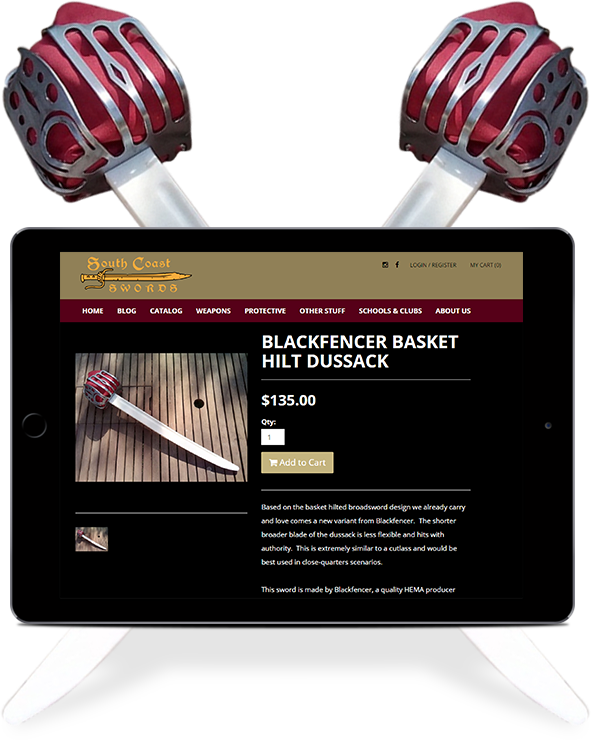 South Coast
SWORDS
LOGIN / REGISTER
MY CART (0)
HOME BLOG CATALOG WEAPONS PROTECTIVE OTHER STUFF SCHOOLS & CLUBS ABOUT US
BLACKFENCER BASKET
HILT DUSSACK
$135.00
Qty:
1
Add to Cart
Based on the basket hilted broadsword design we already carry
and love comes a new variant from Blackfencer. The shorter
broader blade of the dussack is less flexible and hits with
authority. This is extremely similar to a cutlass and would be
best used in close-quarters scenarios.
This sword is made by Blackfencer, a quality HEMA producer